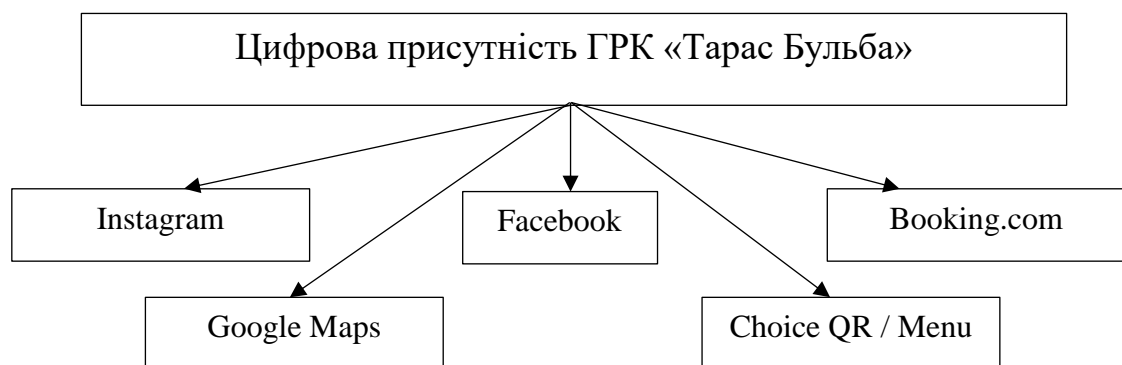 Цифрова присутність ГРК «Тарас Бульба»
Instagram
Facebook
Booking.com
Google Maps
Choice QR / Menu